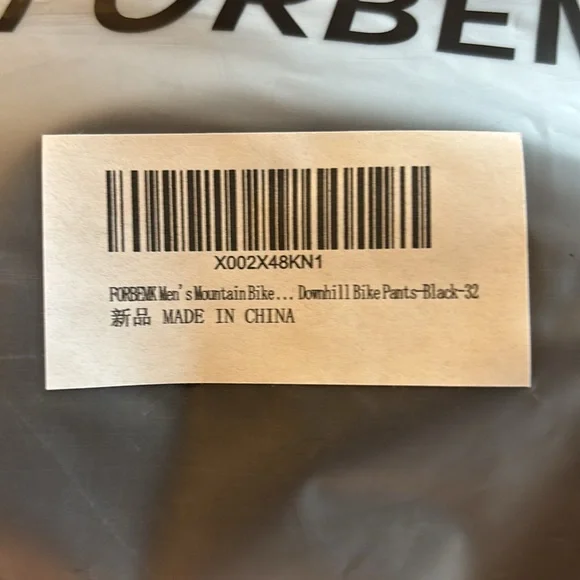 FORBEM
X002X48KN1
FORBEMK Men's Mountain Bike... Downhill Bike Pants-Black-32
新品 MADE IN CHINA